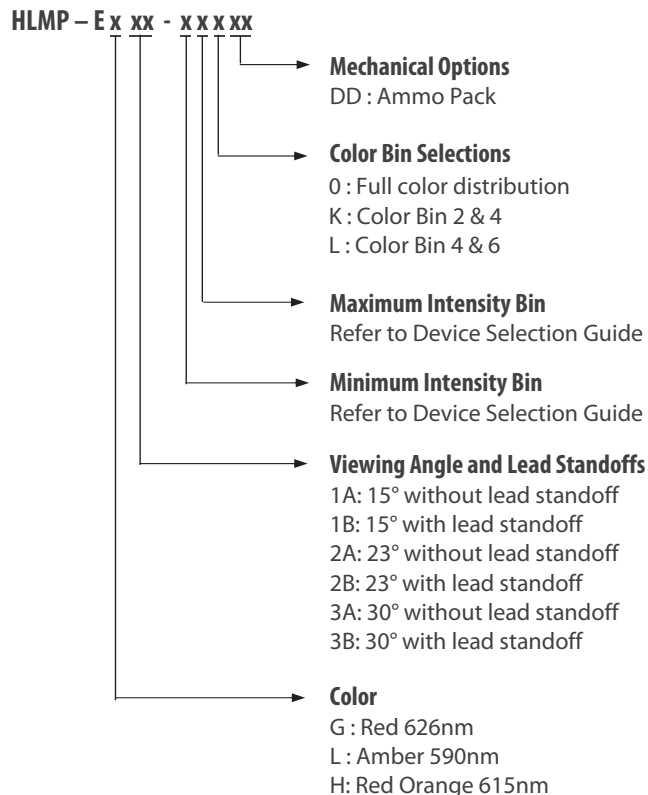 HLMP – E x xx - x x x xx
Mechanical Options
DD : Ammo Pack
Color Bin Selections
0 : Full color distribution
K : Color Bin 2 & 4
L : Color Bin 4 & 6
Maximum Intensity Bin
Refer to Device Selection Guide
Minimum Intensity Bin
Refer to Device Selection Guide
Viewing Angle and Lead Standoffs
1A: 15° without lead standoff
1B: 15° with lead standoff
2A: 23° without lead standoff
2B: 23° with lead standoff
3A: 30° without lead standoff
3B: 30° with lead standoff
Color
G : Red 626nm
L : Amber 590nm
H: Red Orange 615nm